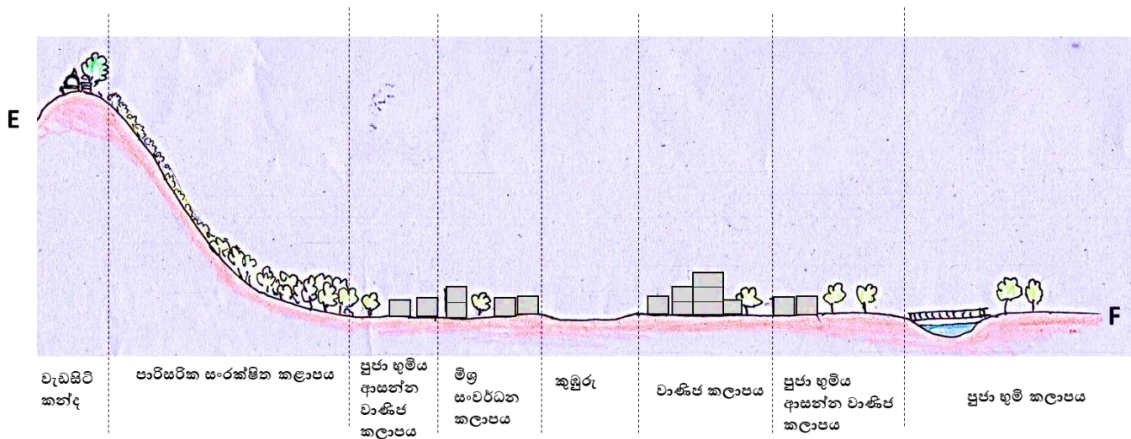 E
F
වැඩසිටි
කන්ද
පාරිසරික සංරක්ෂිත කළාපය
පුජා භුමිය
ආසන්න
වාණිජ
කලාපය
මිශ්‍ර
සංවර්ධන
කලාපය
කුඹුරු
වාණිජ කලාපය
පුජා භුමිය
ආසන්න වාණිජ
කලාපය
පුජා භුමි කලාපය